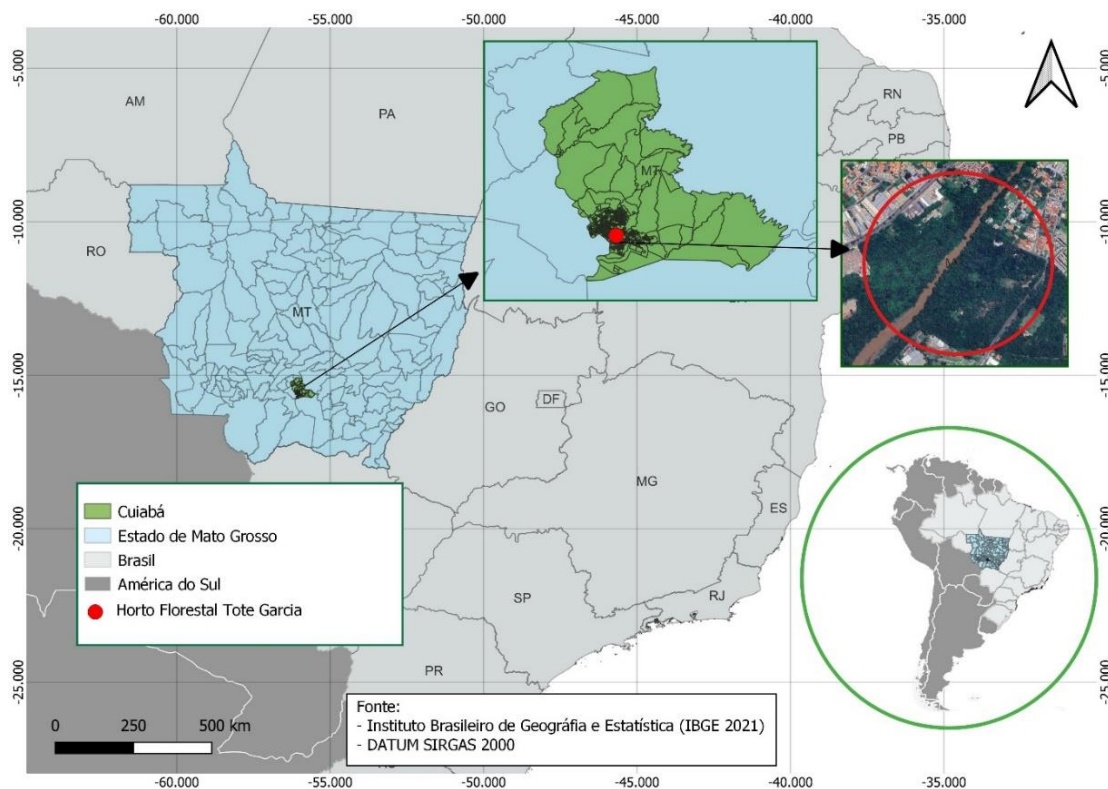 -60.000 -55.000 -50.000 -45.000 -40.000 -35.000
-5.000 -5.000
AM
PA
RN
PB
MT
-10.000 -10.000
RO
MT
-15.000 -15.000
GO
DF
MG
ES
-20.000 -20.000
SP
RJ
PR
-25.000 -25.000
Cuiabá
Estado de Mato Grosso
Brasil
América do Sul
Horto Florestal Tote Garcia
0 250 500 km
Fonte:
- Instituto Brasileiro de Geográfia e Estatística (IBGE 2021)
- DATUM SIRGAS 2000
-60.000 -55.000 -50.000 -45.000 -40.000 -35.000